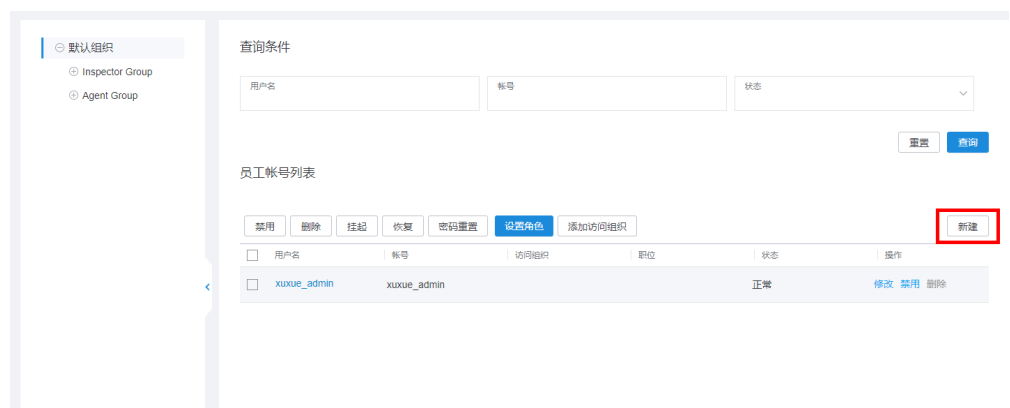 默认组织
Inspector Group
Agent Group
查询条件
用户名 帐号 状态
重置 查询
员工帐号列表
禁用 删除 挂起 恢复 密码重置 设置角色 添加访问组织 新建
用户名 帐号 访问组织 职位 状态 操作
xuxue_admin xuxue_admin 正常 修改 禁用 删除